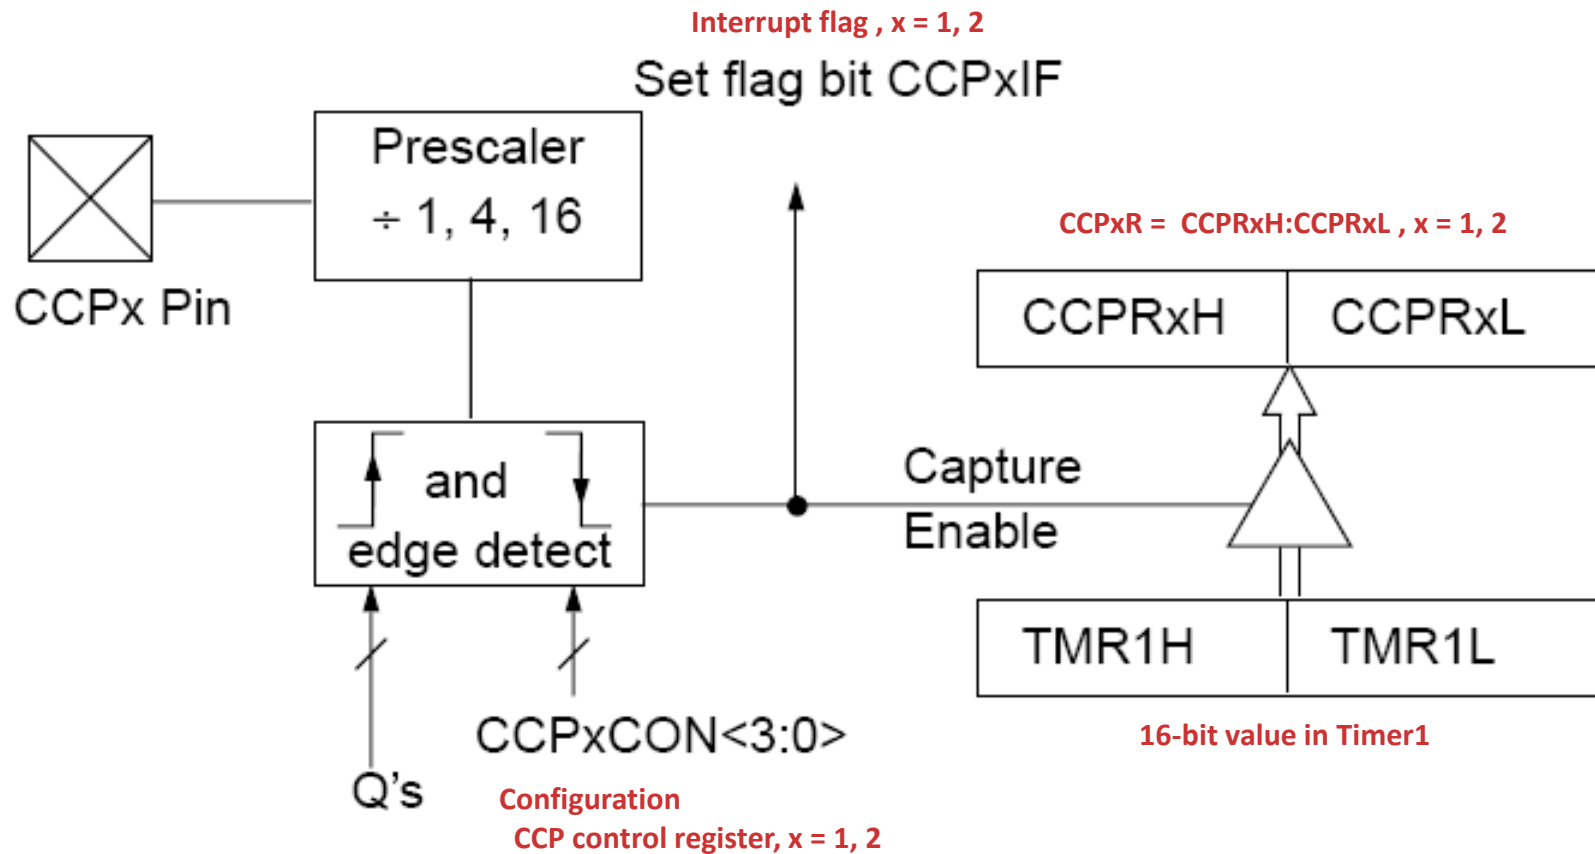 Interrupt flag , x = 1, 2
Set flag bit CCPxIF
Prescaler
÷ 1, 4, 16
CCPx Pin
CCPxR =  CCPRxH:CCPRxL , x = 1, 2
CCPRxH
CCPRxL
and
edge detect
Capture
Enable
TMR1H
TMR1L
16-bit value in Timer1
CCPxCON<3:0>
Q's
Configuration
CCP control register, x = 1, 2